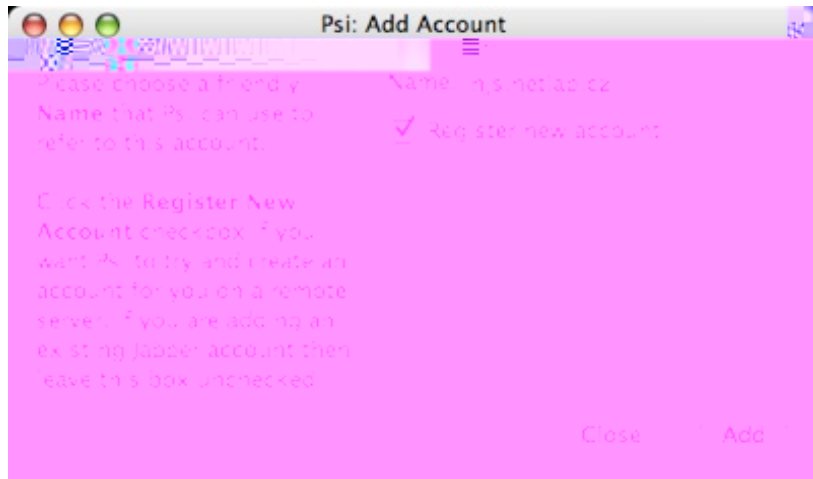 Psi: Add Account
Please choose a friendly
Name that Psi can use to
refer to this account.
Name: njs.netlab.cz
Register new account
Click the Register New
Account checkbox if you
want Psi to try and create an
account for you on a remote
server. If you are adding an
existing Jabber account then
leave this box unchecked.
Close
Add